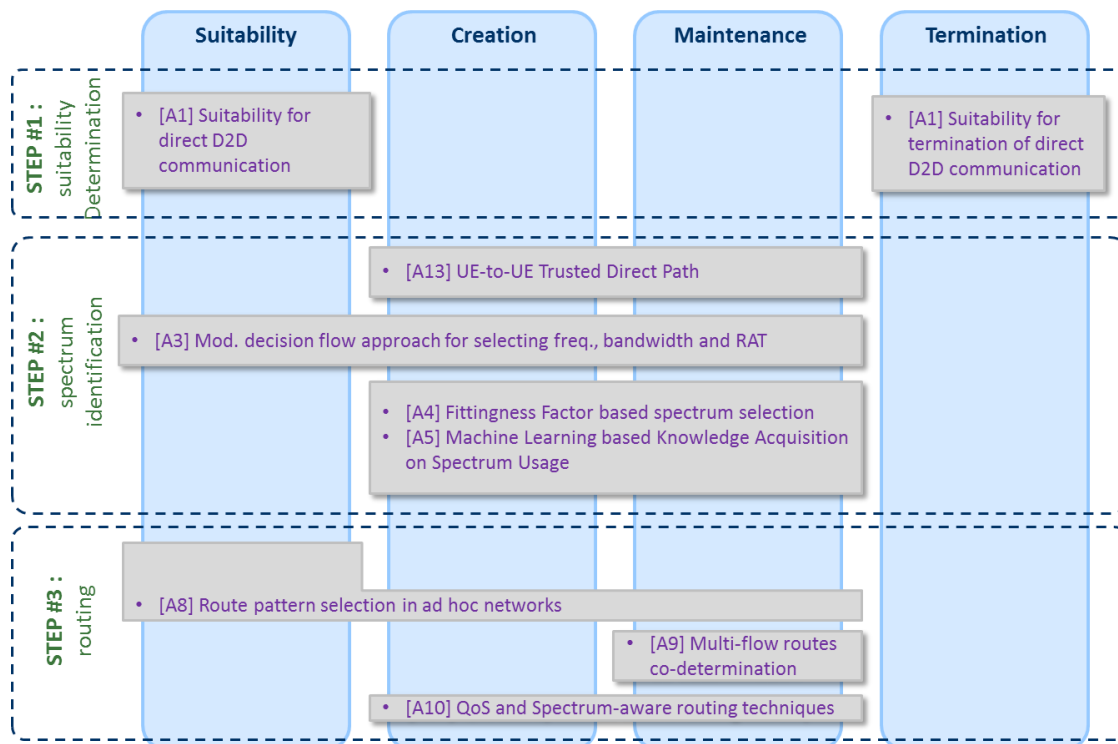 Suitability
Creation
Maintenance
Termination
STEP #1 :
suitability
Determination
• [A1] Suitability for
direct D2D
communication
• [A1] Suitability for
termination of direct
D2D communication
STEP #2 :
spectrum
identification
• [A13] UE-to-UE Trusted Direct Path
• [A3] Mod. decision flow approach for selecting freq., bandwidth and RAT
• [A4] Fittingness Factor based spectrum selection
• [A5] Machine Learning based Knowledge Acquisition
on Spectrum Usage
STEP #3 :
routing
• [A8] Route pattern selection in ad hoc networks
• [A9] Multi-flow routes
co-determination
• [A10] QoS and Spectrum-aware routing techniques